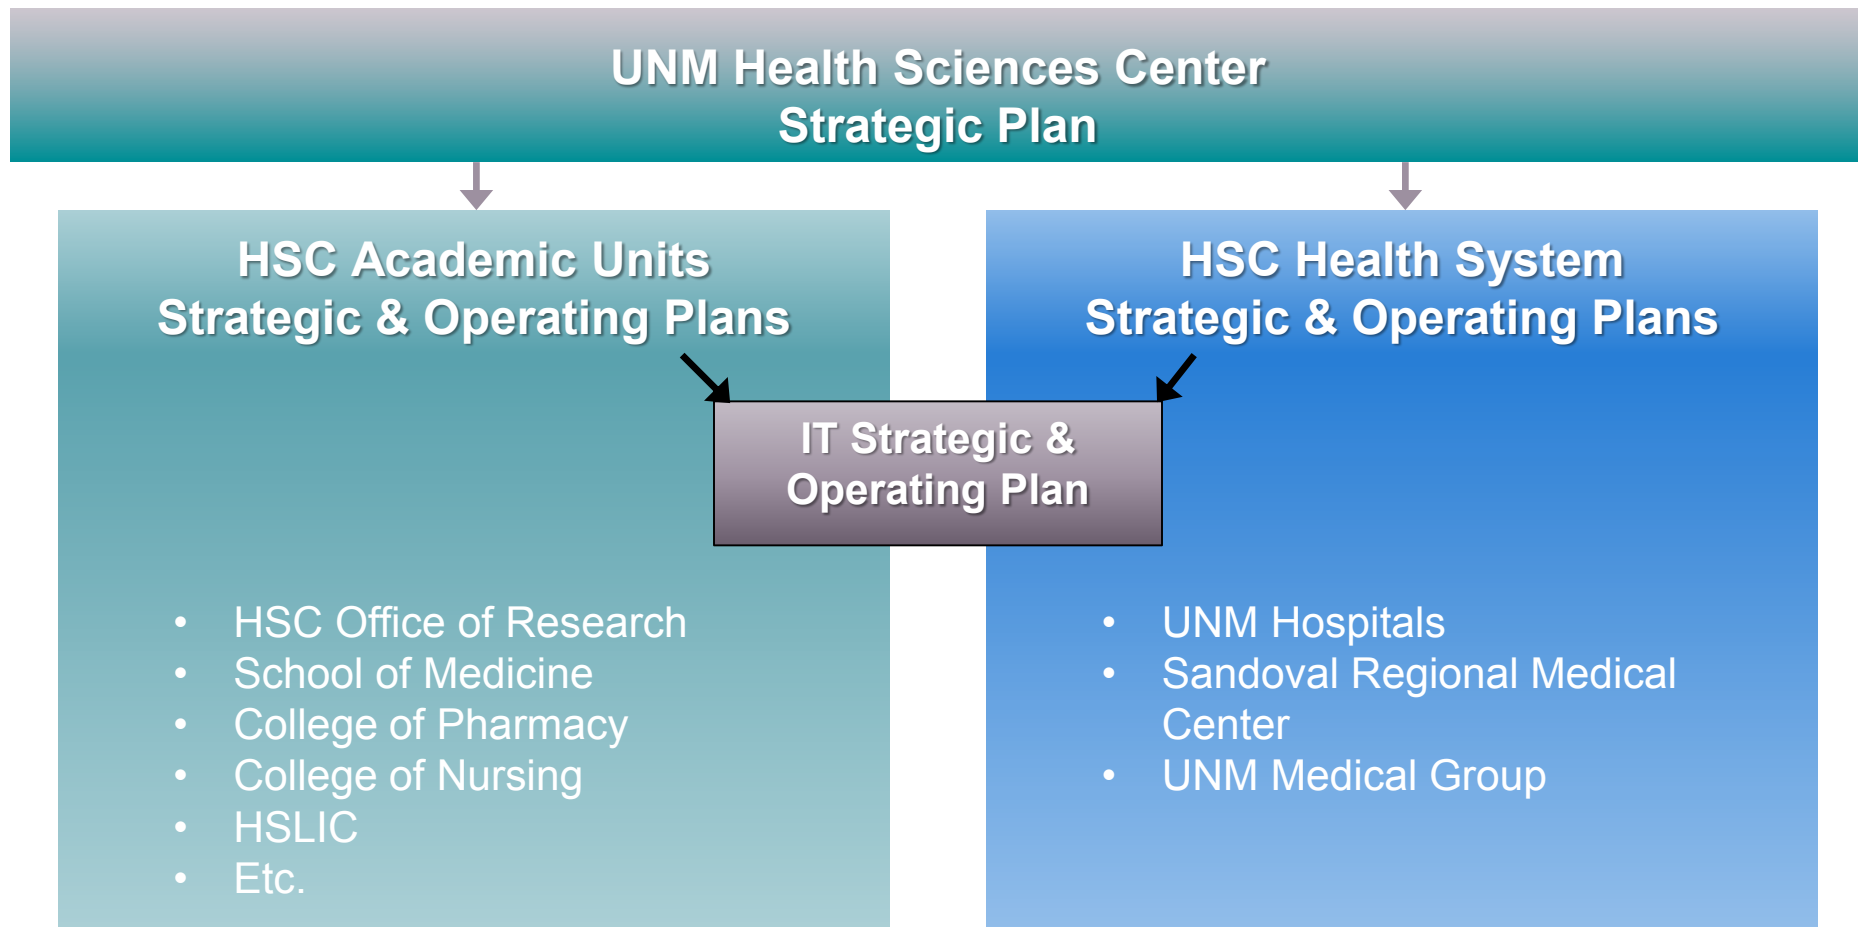 UNM Health Sciences Center
Strategic Plan
HSC Academic Units
Strategic & Operating Plans
HSC Health System
Strategic & Operating Plans
IT Strategic &
Operating Plan
• HSC Office of Research
• School of Medicine
• College of Pharmacy
• College of Nursing
• HSLIC
• Etc.
• UNM Hospitals
• Sandoval Regional Medical
Center
• UNM Medical Group